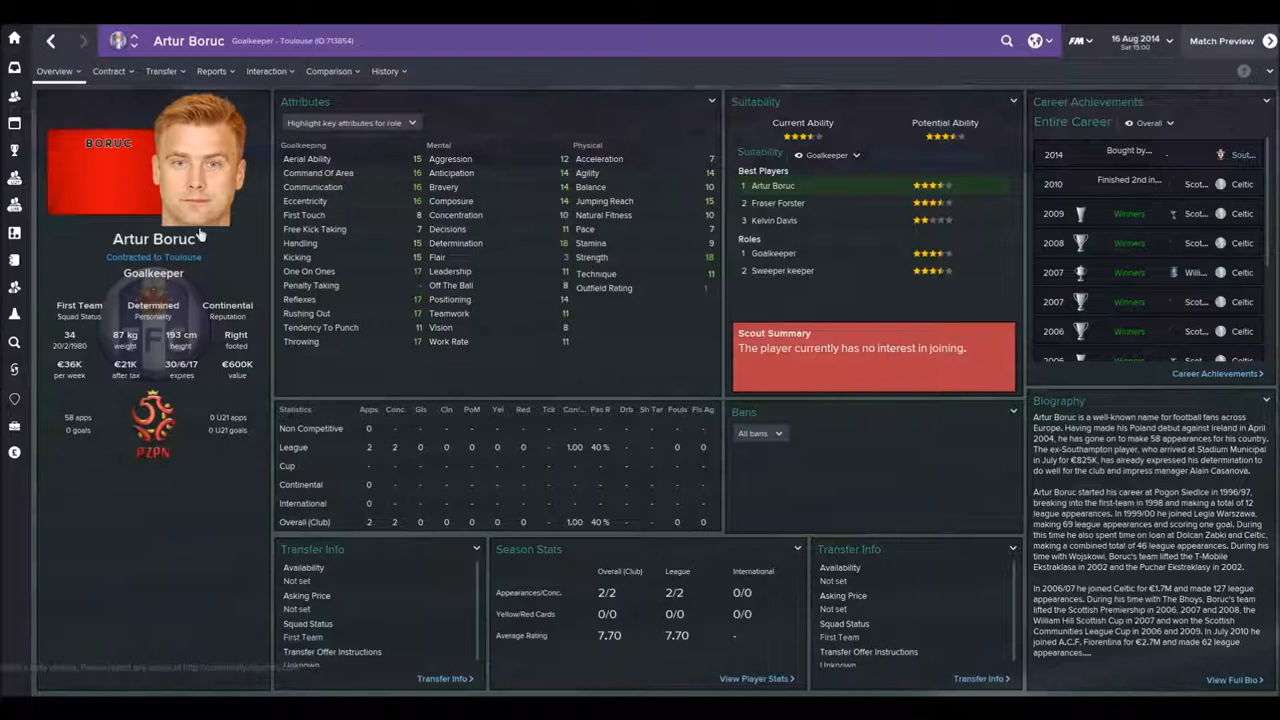 Artur Boruc Goalkeeper - Toulouse (ID:713854)
FM
16 Aug 2014
Sat 15:00
Match Preview
Overview Contract Transfer Reports Interaction Comparison History
BORUC
Artur Boruc
Contracted to Toulouse
Goalkeeper
First Team Determined Continental
Squad Status Personality Reputation
34 87 kg 193 cm Right
20/2/1980 weight height footed
€36K €21K 30/6/17 €600K
per week after tax expires value
58 apps 0 U21 apps
0 goals 0 U21 goals
PZPN
Attributes
Highlight key attributes for role
Goalkeeping Mental Physical
Aerial Ability 15 Aggression 12 Acceleration 7
Command Of Area 16 Anticipation 14 Agility 14
Communication 16 Bravery 14 Balance 10
Eccentricity 16 Composure 14 Jumping Reach 15
First Touch 8 Concentration 10 Natural Fitness 10
Free Kick Taking 7 Decisions 11 Pace 7
Handling 15 Determination 18 Stamina 9
Kicking 15 Flair 3 Strength 18
One On Ones 17 Leadership 11 Technique 11
Penalty Taking - Off The Ball 8 Outfield Rating 1
Reflexes 17 Positioning 14
Rushing Out 17 Teamwork 11
Tendency To Punch 11 Vision 8
Throwing 17 Work Rate 11
Statistics Apps Conc. Gls Cln PoM Yel Red Tck Con/... Pas R Drb Sh Tar Fouls Fls Ag
Non Competitive 0 - - - - - - - - - - - - -
League 2 2 0 0 0 0 0 - 1.00 40 % - - 0 0
Cup - - - - - - - - - - - - - -
Continental 0 - - - - - - - - - - - - -
International 0 - - - - - - - - - - - - -
Overall (Club) 2 2 0 0 0 0 0 - 1.00 40 % - - 0 0
Transfer Info
Availability
Not set
Asking Price
Not set
Squad Status
First Team
Transfer Offer Instructions
Unknown
Transfer Info >
Season Stats
Overall (Club) League International
Appearances/Conc. 2/2 2/2 0/0
Yellow/Red Cards 0/0 0/0 0/0
Average Rating 7.70 7.70 -
View Player Stats >
Suitability
Current Ability Potential Ability
Suitability Goalkeeper
Best Players
1 Artur Boruc
2 Fraser Forster
3 Kelvin Davis
Roles
1 Goalkeeper
2 Sweeper keeper
Scout Summary
The player currently has no interest in joining.
Bans
All bans
Transfer Info
Availability
Not set
Asking Price
Not set
Squad Status
First Team
Transfer Offer Instructions
Unknown
Transfer Info >
Career Achievements
Entire Career Overall
2014 Bought by... - Sout...
2010 Finished 2nd in... Scot... Celtic
2009 Winners Scot... Celtic
2008 Winners Scot... Celtic
2007 Winners Willi... Celtic
2007 Winners Scot... Celtic
2006 Winners Scot... Celtic
2006 Winners Scot... Celtic
Career Achievements >
Biography
Artur Boruc is a well-known name for football fans across
Europe. Having made his Poland debut against Ireland in April
2004, he has gone on to make 58 appearances for his country.
The ex-Southampton player, who arrived at Stadium Municipal
in July for €825K, has already expressed his determination to
do well for the club and impress manager Alain Casanova.
Artur Boruc started his career at Pogon Siedlce in 1996/97,
breaking into the first-team in 1998 and making a total of 12
league appearances. In 1999/00 he joined Legia Warszawa,
making 69 league appearances and scoring one goal. During
this time he also spent time on loan at Dolcan Zabki and Celtic,
making a combined total of 46 league appearances. During his
time with Wojskowi, Boruc's team lifted the T-Mobile
Ekstraklasa in 2002 and the Puchar Ekstraklasy in 2002.
In 2006/07 he joined Celtic for €1.7M and made 127 league
appearances. During his time with The Bhoys, Boruc's team
lifted the Scottish Premiership in 2006, 2007 and 2008, the
William Hill Scottish Cup in 2007 and won the Scottish
Communities League Cup in 2006 and 2009. In July 2010 he
joined A.C.F. Fiorentina for €2.7M and made 62 league
appearances....
View Full Bio >